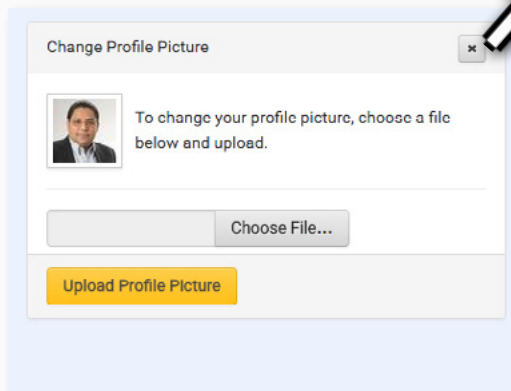 Change Profile Picture
×
To change your profile picture, choose a file
below and upload.
Choose File...
Upload Profile Picture